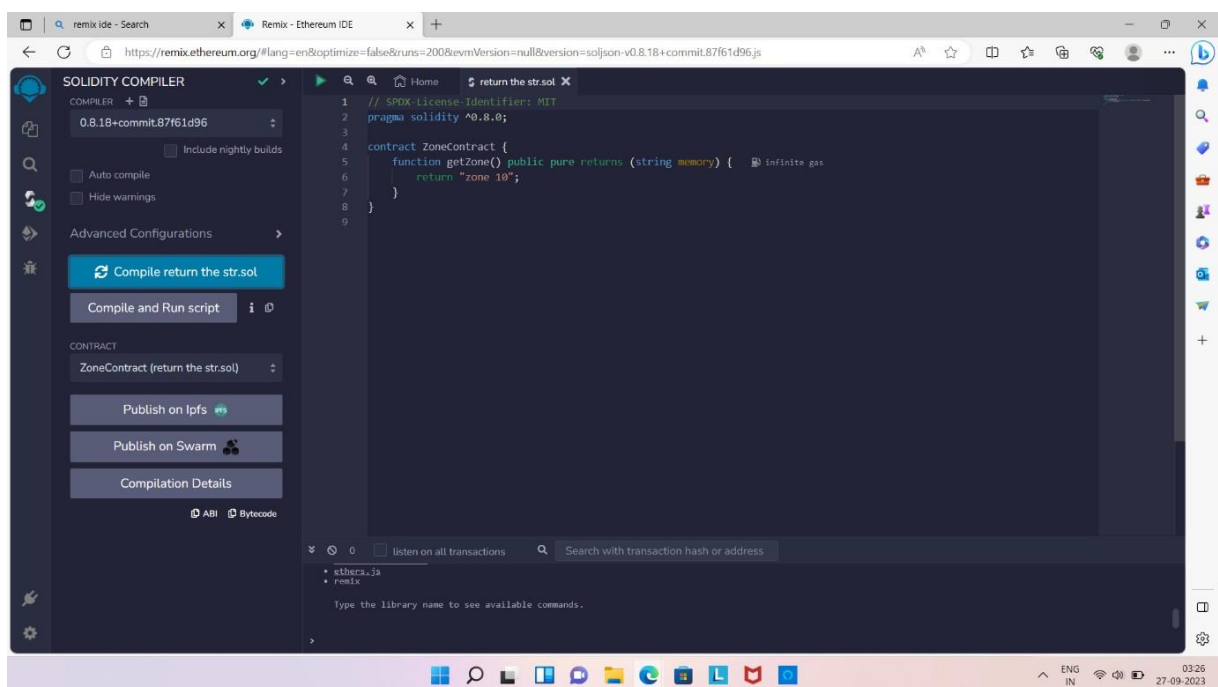 remix ide - Search
Remix - Ethereum IDE
https://remix.ethereum.org/#lang=en&optimize=false&runs=200&evmVersion=null&version=soljson-v0.8.18+commit.87f61d96.js
SOLIDITY COMPILER
COMPILER
0.8.18+commit.87f61d96
Include nightly builds
Auto compile
Hide warnings
Advanced Configurations
Compile return the str.sol
Compile and Run script
CONTRACT
ZoneContract (return the str.sol)
Publish on Ipfs
Publish on Swarm
Compilation Details
ABI Bytecode
Home return the str.sol
1 // SPDX-License-Identifier: MIT
2 pragma solidity ^0.8.0;
3
4 contract ZoneContract {
5 function getZone() public pure returns (string memory) { infinite gas
6 return "zone 10";
7 }
8 }
9
0 listen on all transactions Search with transaction hash or address
• ethers.js
• remix
Type the library name to see available commands.
>
ENG
IN
03:26
27-09-2023